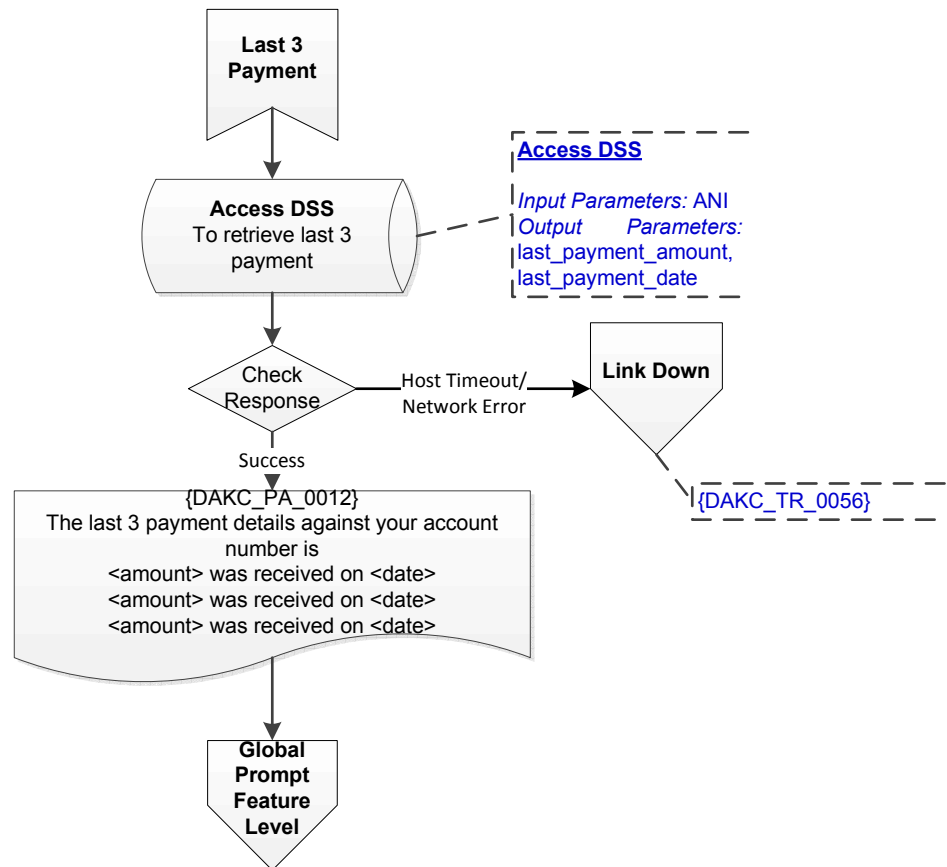 Last 3
Payment
Access DSS
To retrieve last 3
payment
Access DSS
Input Parameters: ANI
Output Parameters:
last_payment_amount,
last_payment_date
Check
Response
Host Timeout/
Network Error
Link Down
Success
{DAKC_TR_0056}
{DAKC_PA_0012}
The last 3 payment details against your account
number is
<amount> was received on <date>
<amount> was received on <date>
<amount> was received on <date>
Global
Prompt
Feature
Level